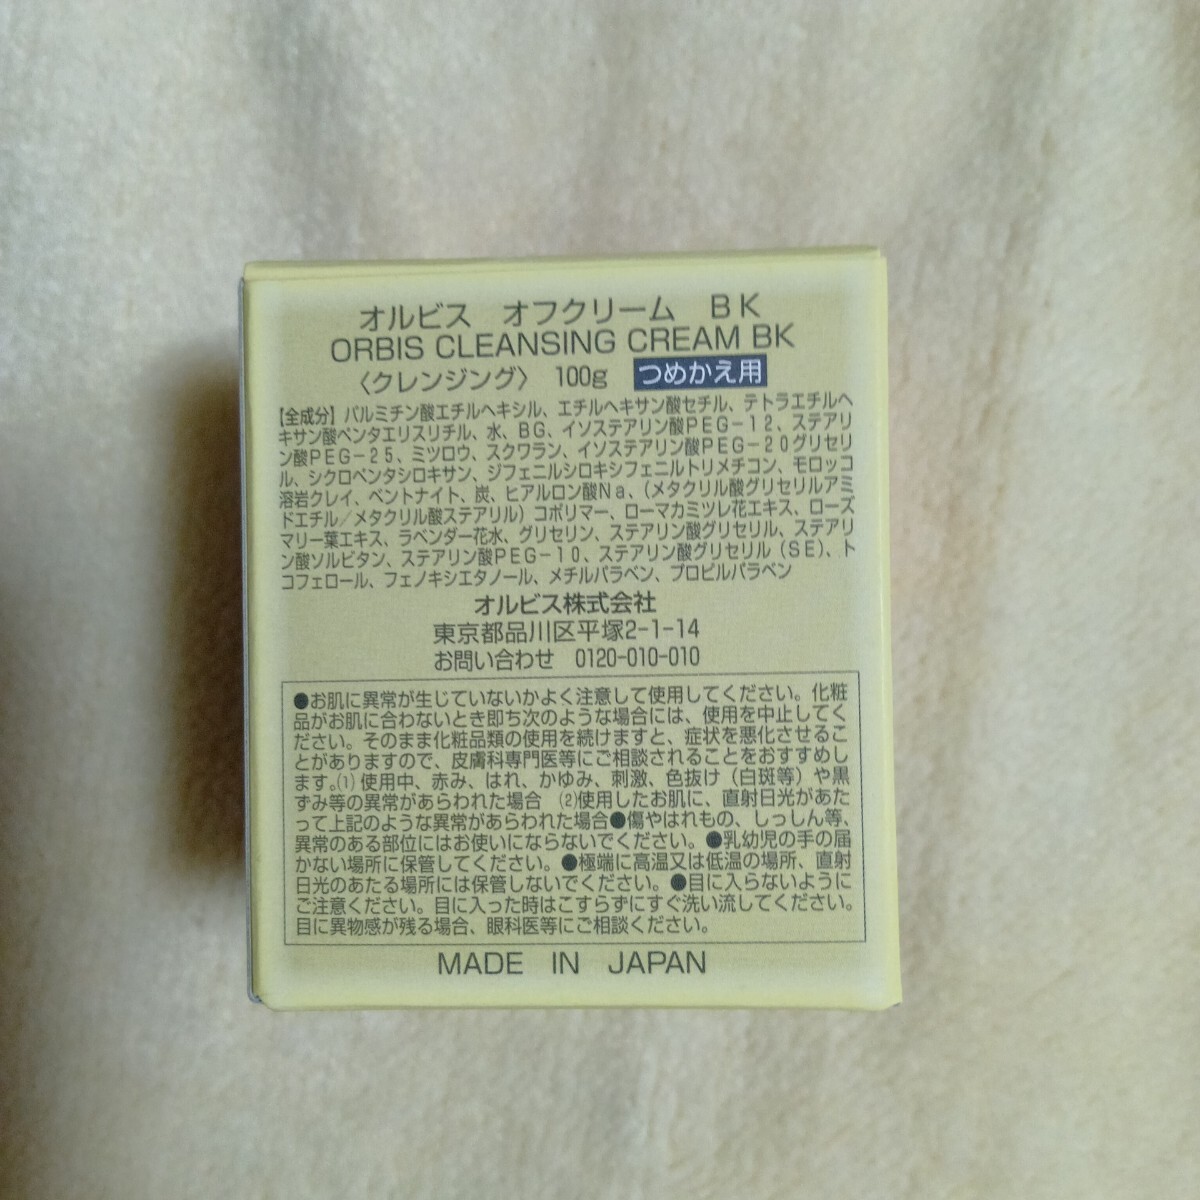 オルビス　オフクリーム　ＢＫ
ORBIS CLEANSING CREAM BK
〈クレンジング〉　100g　つめかえ用
【全成分】パルミチン酸エチルヘキシル、エチルヘキサン酸セチル、テトラエチルヘ
キサン酸ペンタエリスリチル、水、ＢＧ、イソステアリン酸ＰＥＧ－１２、ステアリ
ン酸ＰＥＧ－２５、ミツロウ、スクワラン、イソステアリン酸ＰＥＧ－２０グリセリ
ル、シクロペンタシロキサン、ジフェニルシロキシフェニルトリメチコン、モロッコ
溶岩クレイ、ベントナイト、炭、ヒアルロン酸Ｎａ、（メタクリル酸グリセリルアミ
ドエチル／メタクリル酸ステアリル）コポリマー、ローマカミツレ花エキス、ローズ
マリー葉エキス、ラベンダー花水、グリセリン、ステアリン酸グリセリル、ステアリ
ン酸ソルビタン、ステアリン酸ＰＥＧ－１０、ステアリン酸グリセリル（ＳＥ）、ト
コフェロール、フェノキシエタノール、メチルパラベン、プロピルパラベン
オルビス株式会社
東京都品川区平塚2-1-14
お問い合わせ　0120-010-010
●お肌に異常が生じていないかよく注意して使用してください。化粧
品がお肌に合わないとき即ち次のような場合には、使用を中止してく
ださい。そのまま化粧品類の使用を続けますと、症状を悪化させるこ
とがありますので、皮膚科専門医等にご相談されることをおすすめし
ます。⑴使用中、赤み、はれ、かゆみ、刺激、色抜け（白斑等）や黒
ずみ等の異常があらわれた場合　⑵使用したお肌に、直射日光があた
って上記のような異常があらわれた場合●傷やはれもの、しっしん等、
異常のある部位にはお使いにならないでください。●乳幼児の手の届
かない場所に保管してください。●極端に高温又は低温の場所、直射
日光のあたる場所には保管しないでください。●目に入らないように
ご注意ください。目に入った時はこすらずにすぐ洗い流してください。
目に異物感が残る場合、眼科医等にご相談ください。
MADE IN JAPAN